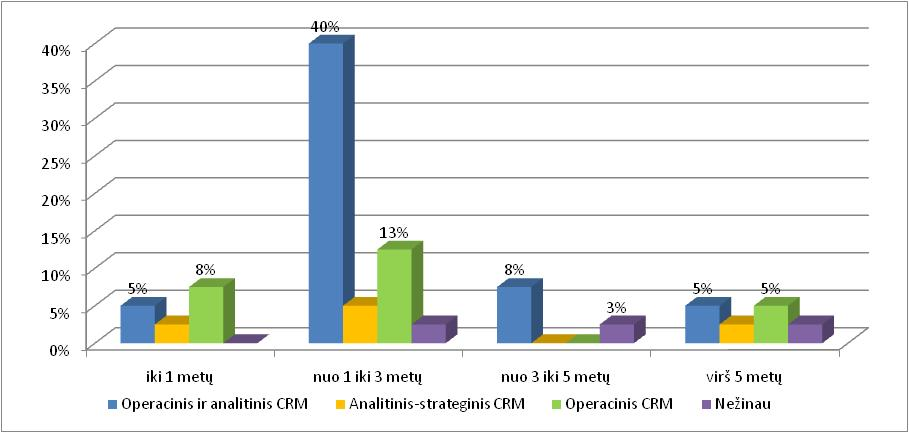 40%
40%
35%
30%
25%
20%
15%
10%
5%
0%
5%
8%
13%
8%
3%
5%
5%
iki 1 metų
nuo 1 iki 3 metų
nuo 3 iki 5 metų
virš 5 metų
Operacinis ir analitinis CRM
Analitinis-strateginis CRM
Operacinis CRM
Nežinau